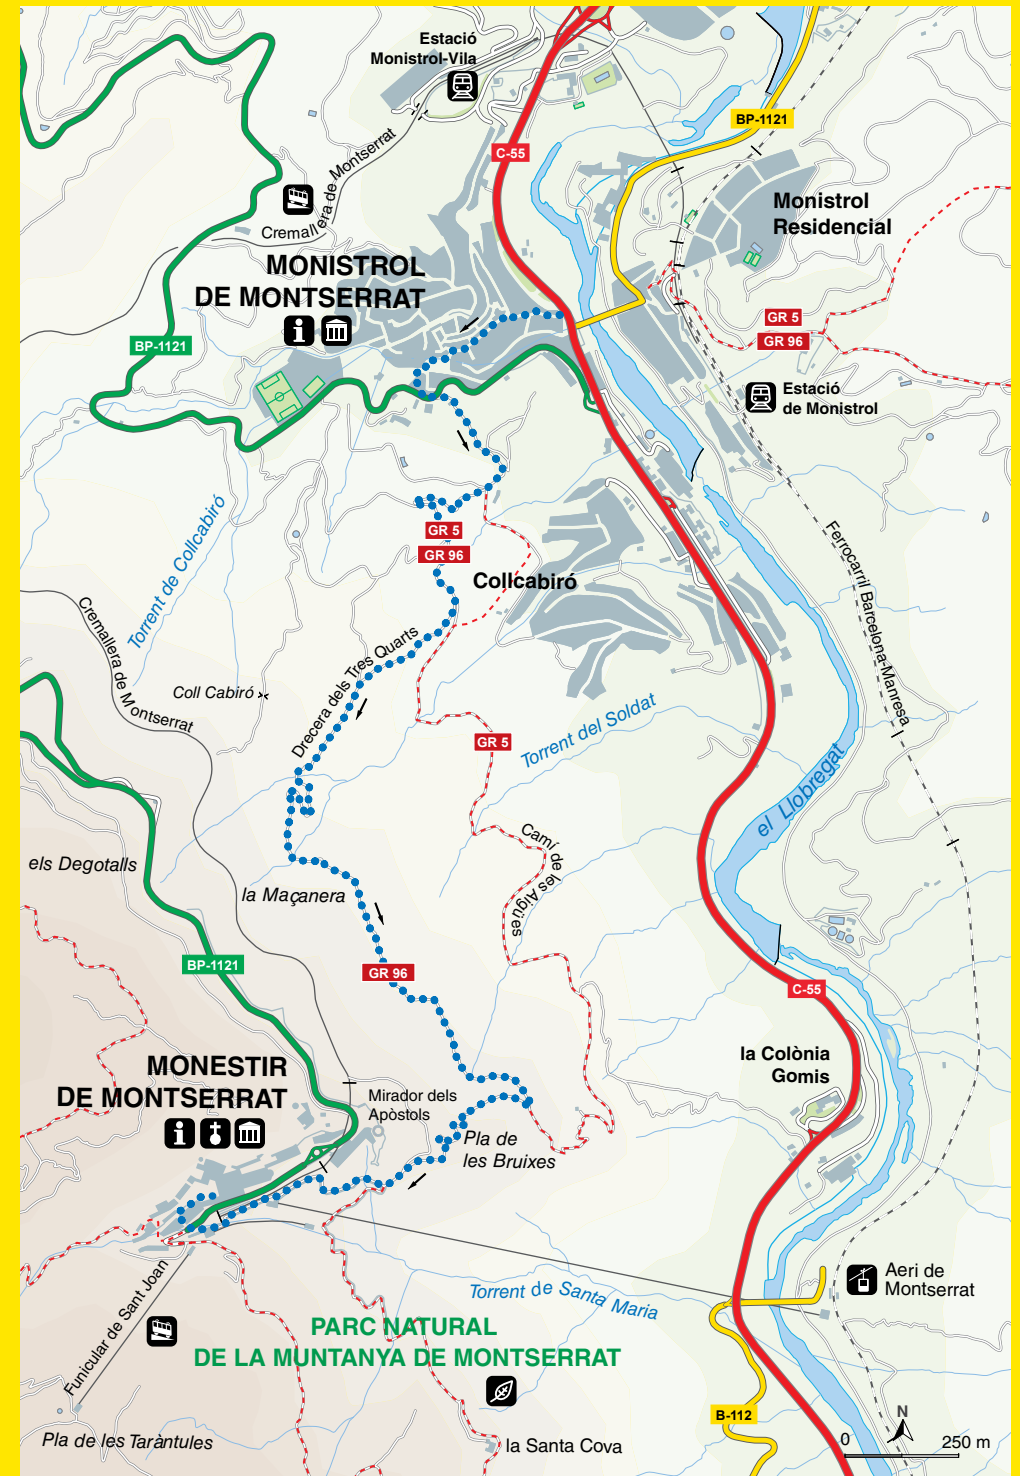 Estació
Monistrol-Vila
BP-1121
C-55
Cremallera de Montserrat
Monistrol
Residencial
MONISTROL
DE MONTSERRAT
BP-1121
GR 5
GR 96
Estació
de Monistrol
Torrent de Collcabiró
GR 5
GR 96
Collcabiró
Ferrocarril Barcelona-Manresa
Cremallera de Montserrat
Coll Cabiró
Drecera dels Tres Quarts
GR 5
Torrent del Soldat
el Llobregat
els Degotalls
la Maçanera
Camí de les Aigües
BP-1121
GR 96
C-55
la Colònia
Gomis
MONESTIR
DE MONTSERRAT
Mirador dels
Apòstols
Pla de
les Bruixes
Aeri de
Montserrat
Torrent de Santa Maria
Funicular de Sant Joan
PARC NATURAL
DE LA MUNTANYA DE MONTSERRAT
B-112
N
0 250 m
Pla de les Taràntules
la Santa Cova